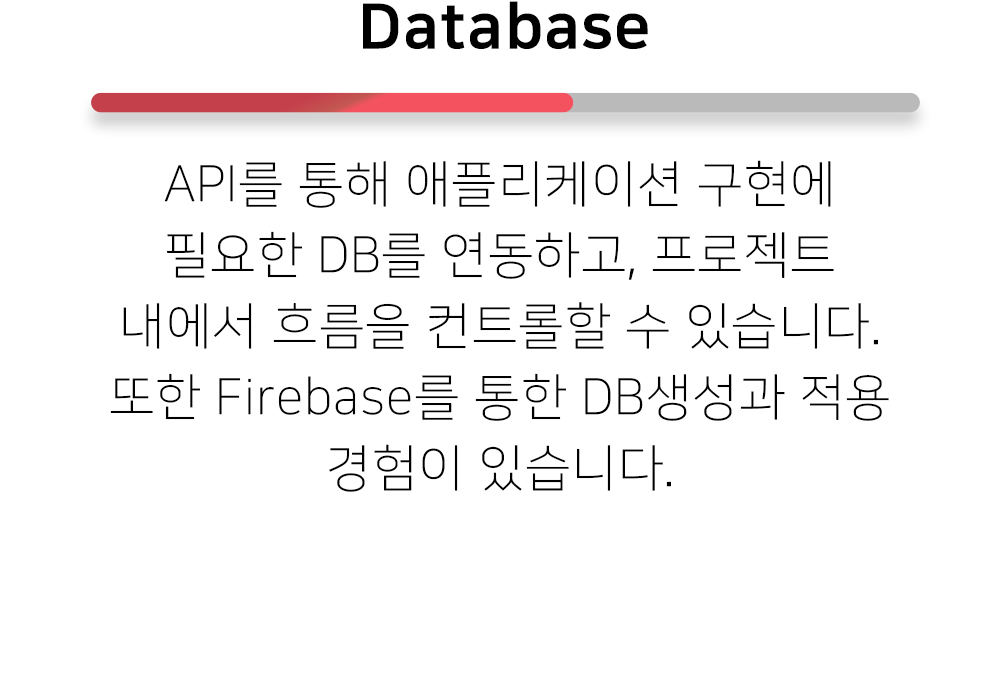 Database
API를 통해 애플리케이션 구현에
필요한 DB를 연동하고, 프로젝트
내에서 흐름을 컨트롤할 수 있습니다.
또한 Firebase를 통한 DB생성과 적용
경험이 있습니다.